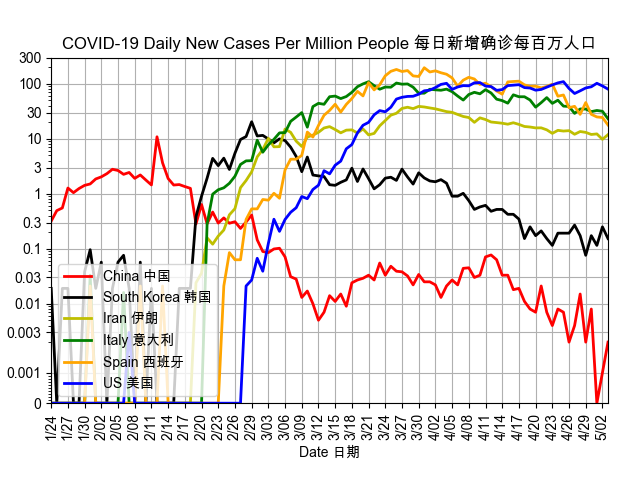 COVID-19 Daily New Cases Per Million People 每日新增确诊每百万人口
300
100
30
10
3
1
0.3
0.1
0.03
0.01
0.003
0.001
0
China 中国
South Korea 韩国
Iran 伊朗
Italy 意大利
Spain 西班牙
US 美国
1/24 1/27 1/30 2/02 2/05 2/08 2/11 2/14 2/17 2/20 2/23 2/26 2/29 3/03 3/06 3/09 3/12 3/15 3/18 3/21 3/24 3/27 3/30 4/02 4/05 4/08 4/11 4/14 4/17 4/20 4/23 4/26 4/29 5/02
Date 日期